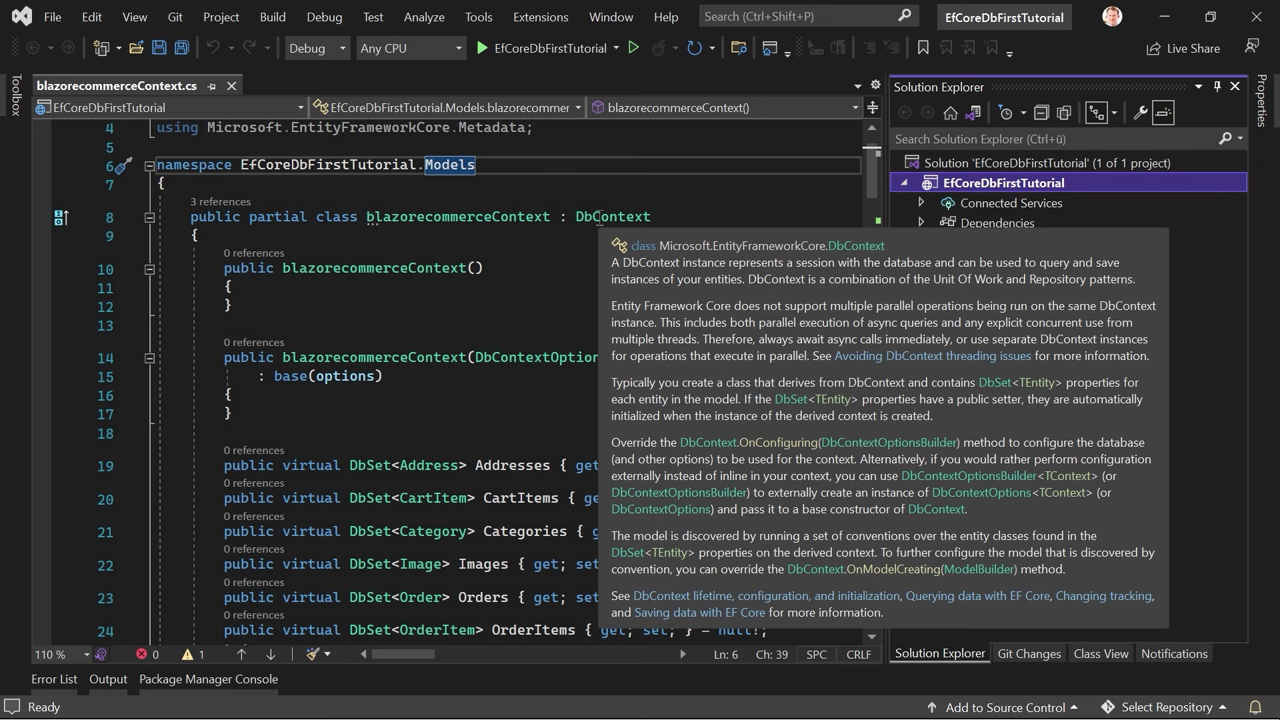 File Edit View Git Project Build Debug Test Analyze Tools Extensions Window Help Search (Ctrl+Shift+P) EfCoreDbFirstTutorial
Debug Any CPU EfCoreDbFirstTutorial Live Share
Toolbox
blazorecommerceContext.cs
EfCoreDbFirstTutorial EfCoreDbFirstTutorial.Models.blazorecommer blazorecommerceContext()
4 using Microsoft.EntityFrameworkCore.Metadata;
5
6 namespace EfCoreDbFirstTutorial.Models
7 {
3 references
8 public partial class blazorecommerceContext : DbContext
9 {
0 references
10 public blazorecommerceContext()
11 {
12 }
13
0 references
14 public blazorecommerceContext(DbContextOption
15 : base(options)
16 {
17 }
18
0 references
19 public virtual DbSet<Address> Addresses { get
0 references
20 public virtual DbSet<CartItem> CartItems { ge
0 references
21 public virtual DbSet<Category> Categories { g
0 references
22 public virtual DbSet<Image> Images { get; set
0 references
23 public virtual DbSet<Order> Orders { get; set
0 references
24 public virtual DbSet<OrderItem> OrderItems { get; set; } = null!;
class Microsoft.EntityFrameworkCore.DbContext
A DbContext instance represents a session with the database and can be used to query and save
instances of your entities. DbContext is a combination of the Unit Of Work and Repository patterns.
Entity Framework Core does not support multiple parallel operations being run on the same DbContext
instance. This includes both parallel execution of async queries and any explicit concurrent use from
multiple threads. Therefore, always await async calls immediately, or use separate DbContext instances
for operations that execute in parallel. See Avoiding DbContext threading issues for more information.
Typically you create a class that derives from DbContext and contains DbSet<TEntity> properties for
each entity in the model. If the DbSet<TEntity> properties have a public setter, they are automatically
initialized when the instance of the derived context is created.
Override the DbContext.OnConfiguring(DbContextOptionsBuilder) method to configure the database
(and other options) to be used for the context. Alternatively, if you would rather perform configuration
externally instead of inline in your context, you can use DbContextOptionsBuilder<TContext> (or
DbContextOptionsBuilder) to externally create an instance of DbContextOptions<TContext> (or
DbContextOptions) and pass it to a base constructor of DbContext.
The model is discovered by running a set of conventions over the entity classes found in the
DbSet<TEntity> properties on the derived context. To further configure the model that is discovered by
convention, you can override the DbContext.OnModelCreating(ModelBuilder) method.
See DbContext lifetime, configuration, and initialization, Querying data with EF Core, Changing tracking,
and Saving data with EF Core for more information.
Solution Explorer
Search Solution Explorer (Ctrl+ü)
Solution 'EfCoreDbFirstTutorial' (1 of 1 project)
EfCoreDbFirstTutorial
Connected Services
Dependencies
Properties
110 % 0 1 Ln: 6 Ch: 39 SPC CRLF
Solution Explorer Git Changes Class View Notifications
Error List Output Package Manager Console
Ready Add to Source Control Select Repository